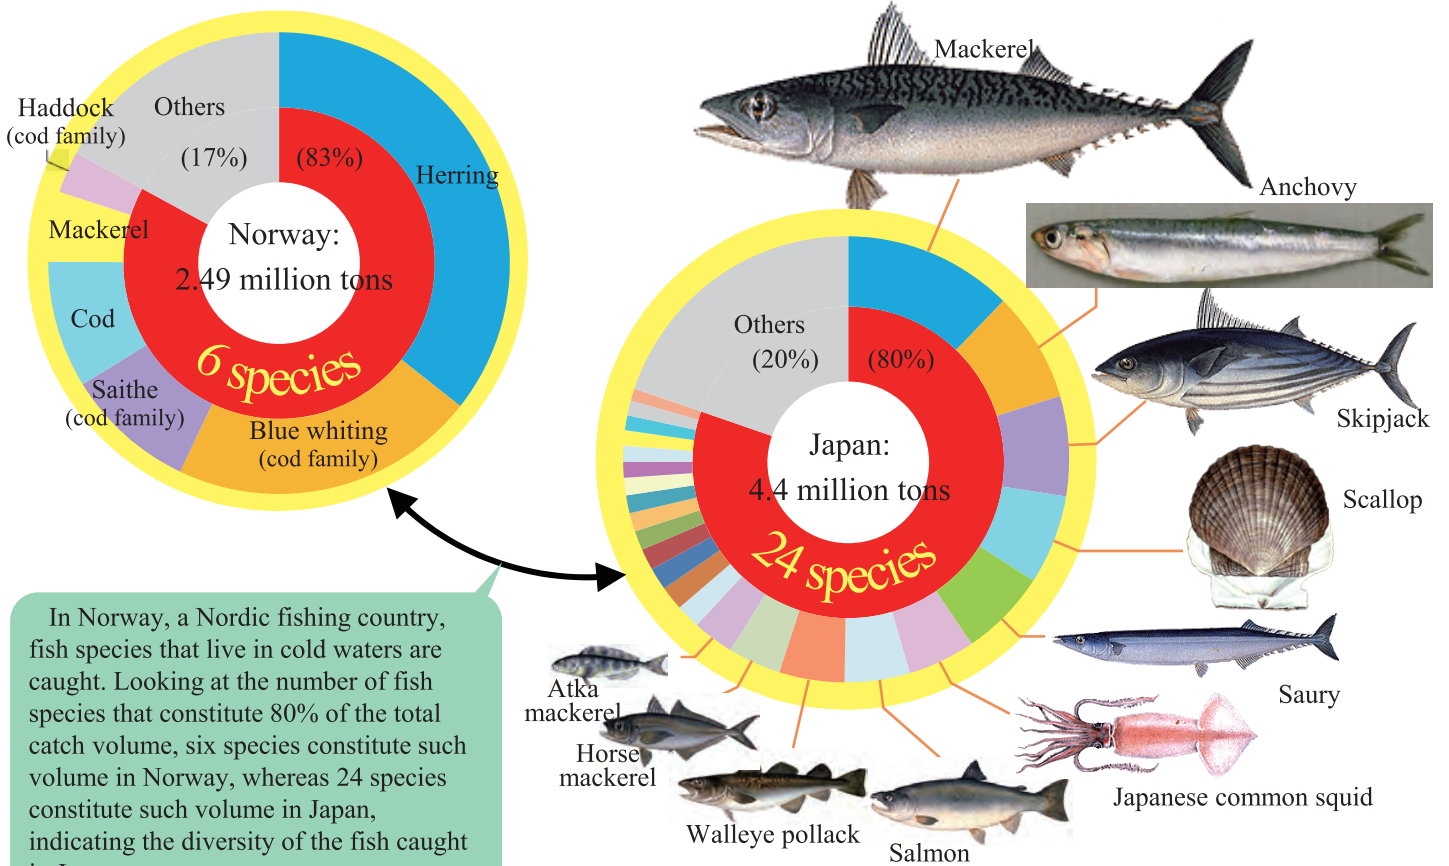 Haddock
(cod family)
Others
(17%)
(83%)
Herring
Mackerel
Norway:
2.49 million tons
Cod
6 species
Saithe
(cod family)
Blue whiting
(cod family)
Mackerel
Anchovy
Skipjack
Scallop
Saury
Japanese common squid
Salmon
Walleye pollack
Horse
mackerel
Atka
mackerel
Others
(20%)
(80%)
Japan:
4.4 million tons
24 species
In Norway, a Nordic fishing country,
fish species that live in cold waters are
caught. Looking at the number of fish
species that constitute 80% of the total
catch volume, six species constitute such
volume in Norway, whereas 24 species
constitute such volume in Japan,
indicating the diversity of the fish caught